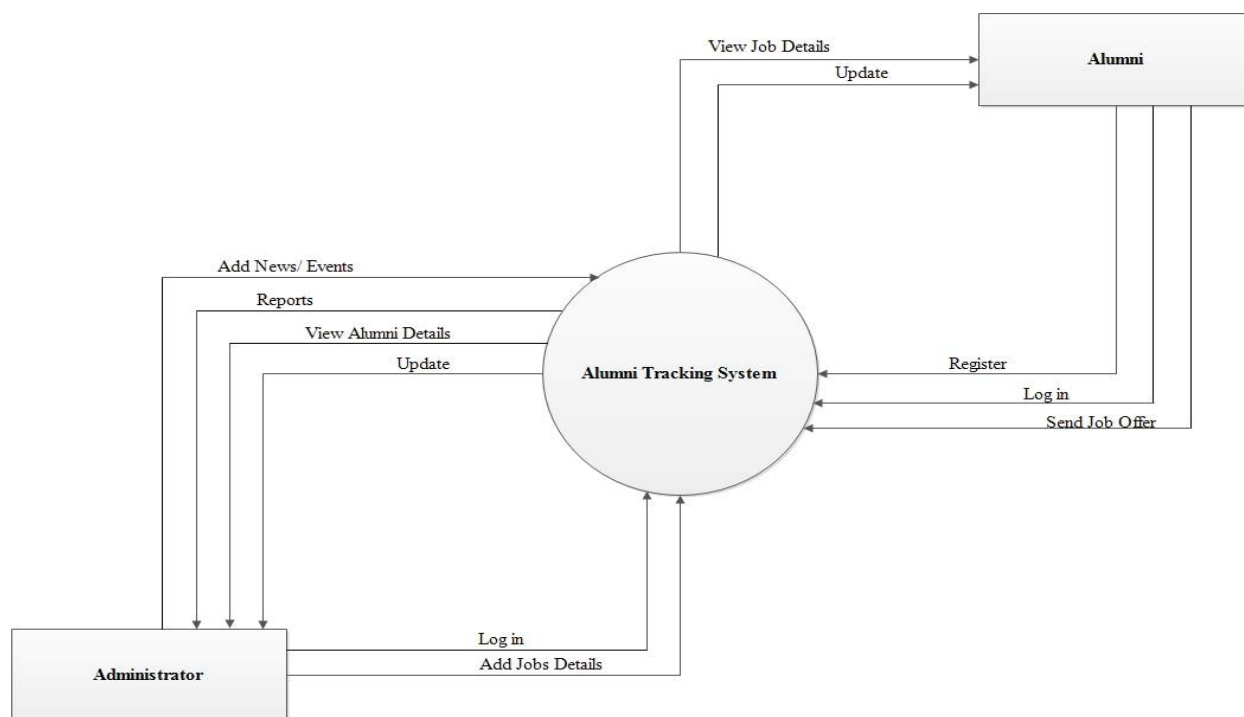 View Job Details
Alumni
Update
Add News/ Events
Reports
View Alumni Details
Update
Alumni Tracking System
Register
Log in
Send Job Offer
Log in
Add Jobs Details
Administrator